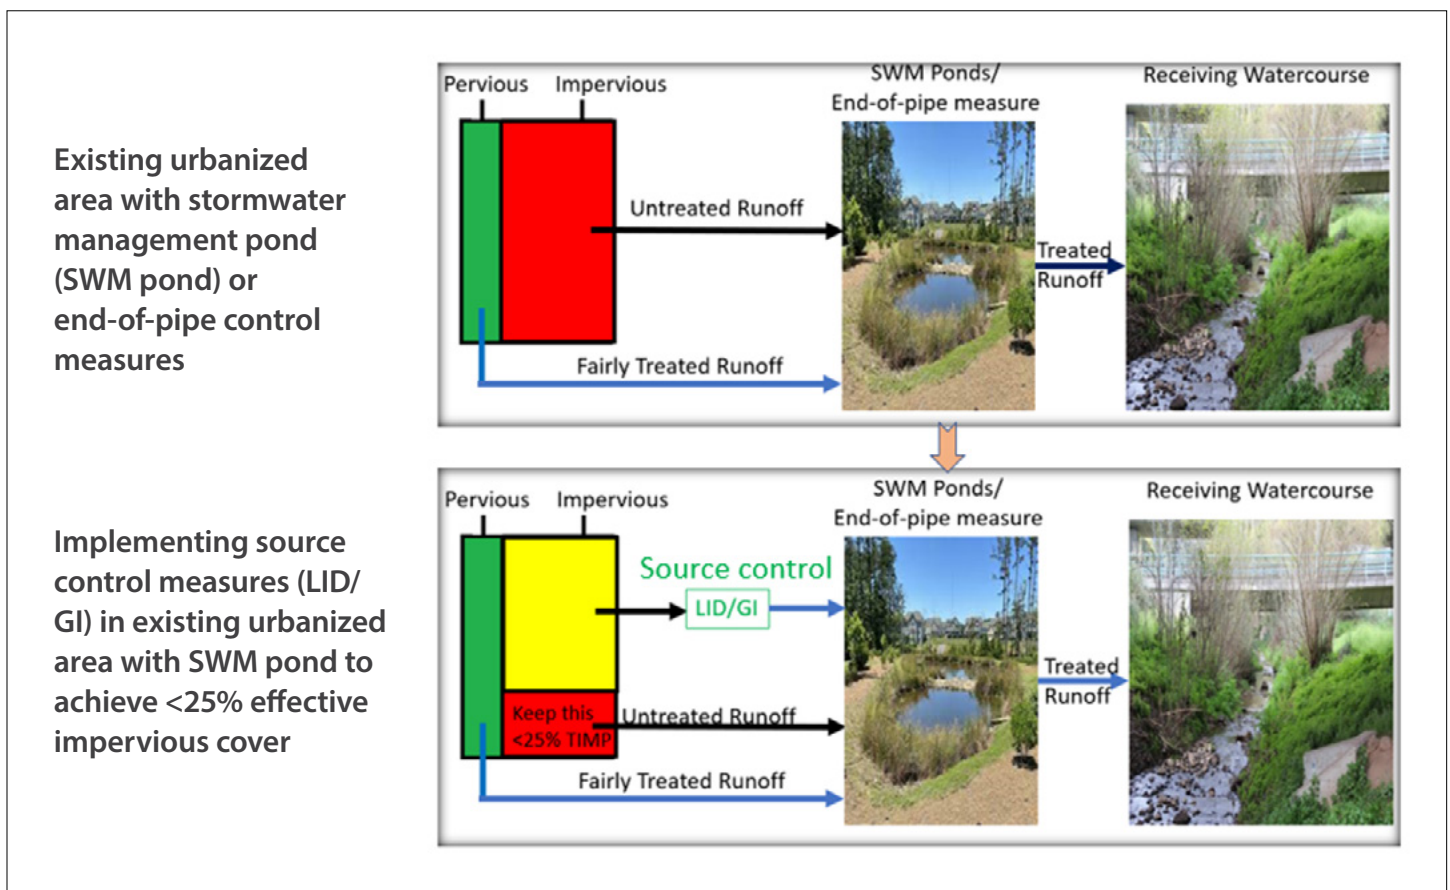 Existing urbanized
area with stormwater
management pond
(SWM pond) or
end-of-pipe control
measures
Pervious
Impervious
SWM Ponds/
End-of-pipe measure
Receiving Watercourse
Untreated Runoff
Treated
Runoff
Fairly Treated Runoff
Implementing source
control measures (LID/
GI) in existing urbanized
area with SWM pond to
achieve <25% effective
impervious cover
Pervious
Impervious
SWM Ponds/
End-of-pipe measure
Receiving Watercourse
Source control
LID/GI
Keep this
<25% TIMP
Untreated Runoff
Treated
Runoff
Fairly Treated Runoff